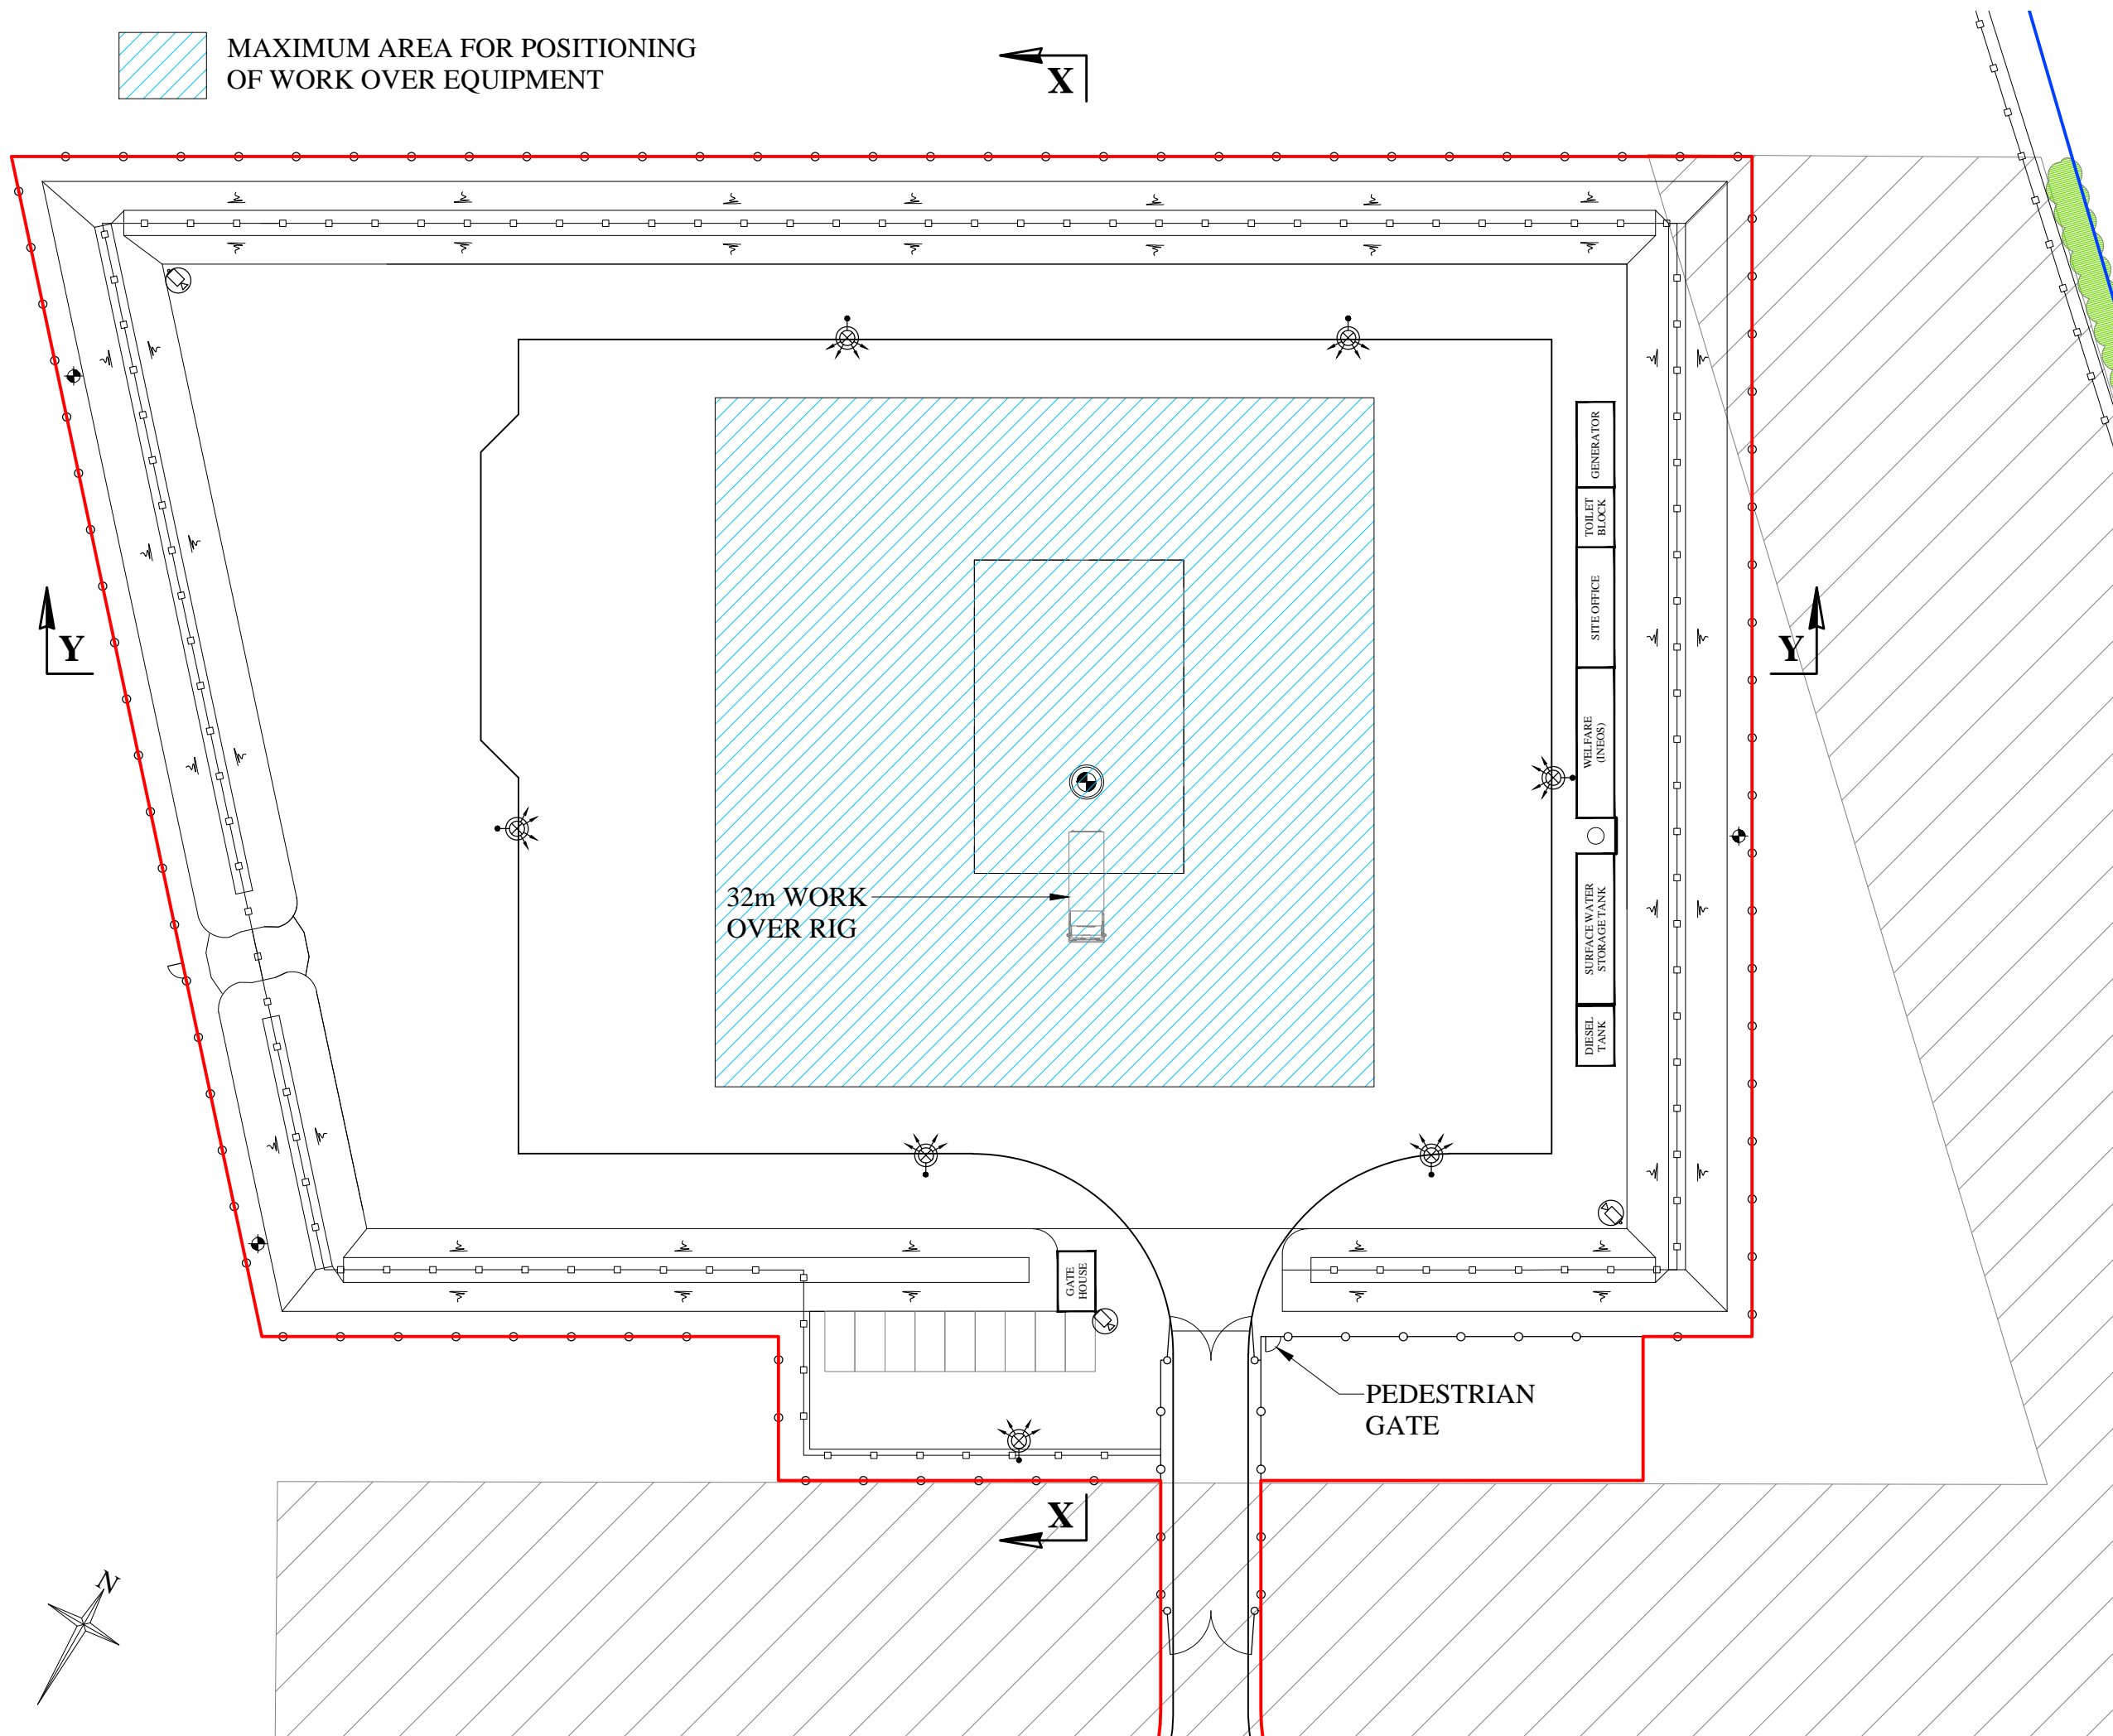 MAXIMUM AREA FOR POSITIONING
OF WORK OVER EQUIPMENT
X
GENERATOR
TOILET
BLOCK
SITE OFFICE
Y
Y
WELFARE
(INEOS)
32m WORK
OVER RIG
SURFACE WATER
STORAGE TANK
DIESEL
TANK
GATE
HOUSE
PEDESTRIAN
GATE
X
N